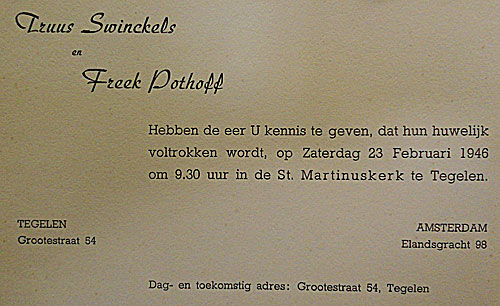 Truus Swinckels
en
Freek Pothoff
Hebben de eer U kennis te geven, dat hun huwelijk
voltrokken wordt, op Zaterdag 23 Februari 1946
om 9.30 uur in de St. Martinuskerk te Tegelen.
TEGELEN
Grootestraat 54
AMSTERDAM
Elandsgracht 98
Dag- en toekomstig adres: Grootestraat 54, Tegelen